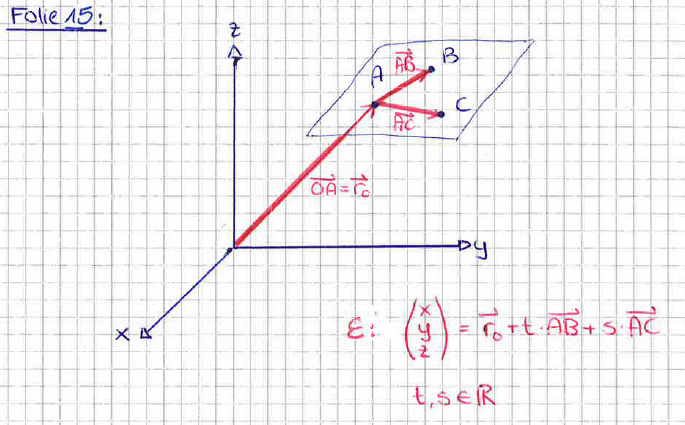 Folie 15:
z
A
B
C
→AB
→AC
→OA = →r₀
y
x
ε: (x y z) = →r₀ + t · →AB + s · →AC
t, s ∈ ℝ